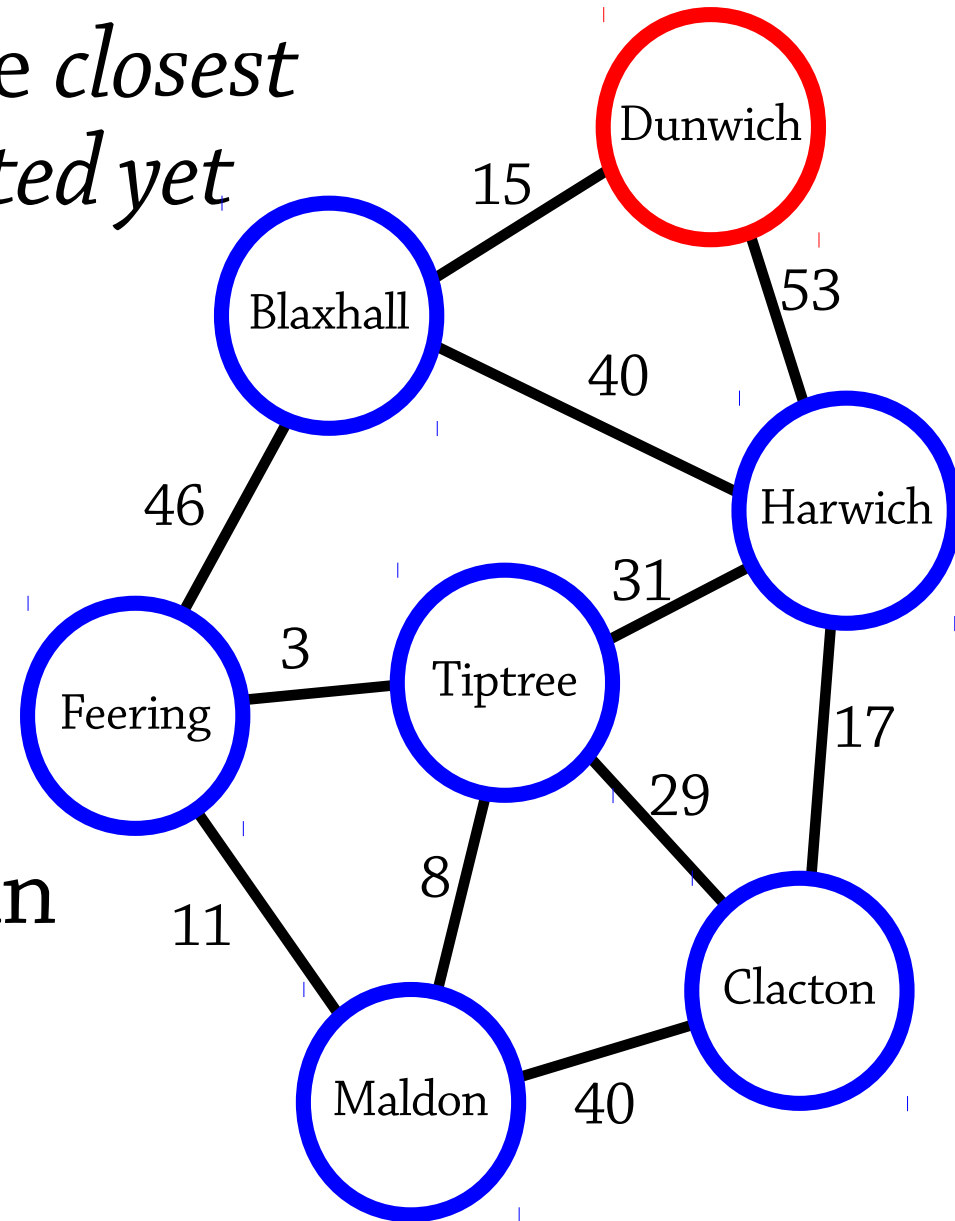 e closest
Dunwich
15
ted yet
53
Blaxhall
40
46
Harwich
31
3
Tiptree
Feering
17
29
8
11
n
Clacton
Maldon
40